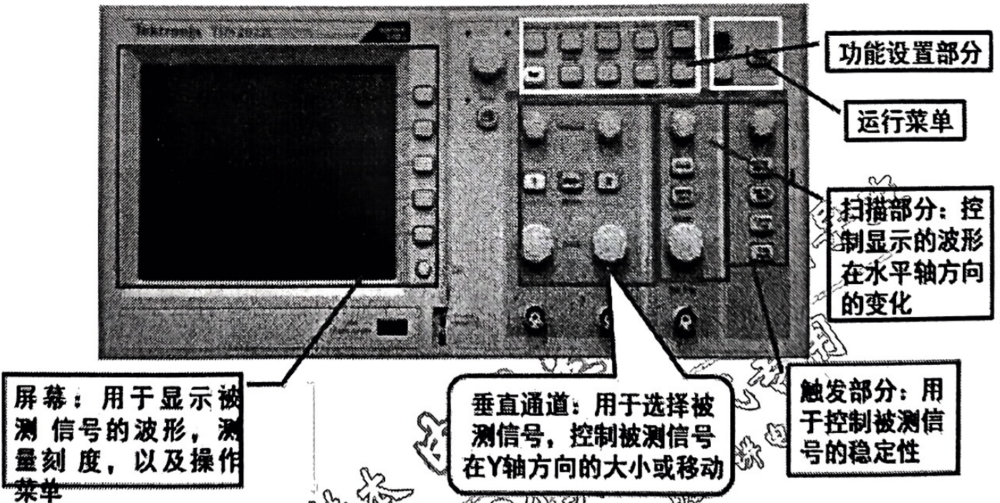 Tektronix
功能设置部分
运行菜单
扫描部分：控
制显示的波形
在水平轴方向
的变化
屏幕：用于显示被
测 信号的波形，测
量刻 度，以及操作
菜单
垂直通道：用于选择被
测信号，控制被测信号
在Y轴方向的大小或移动
触发部分：用
于控制被测信
号的稳定性